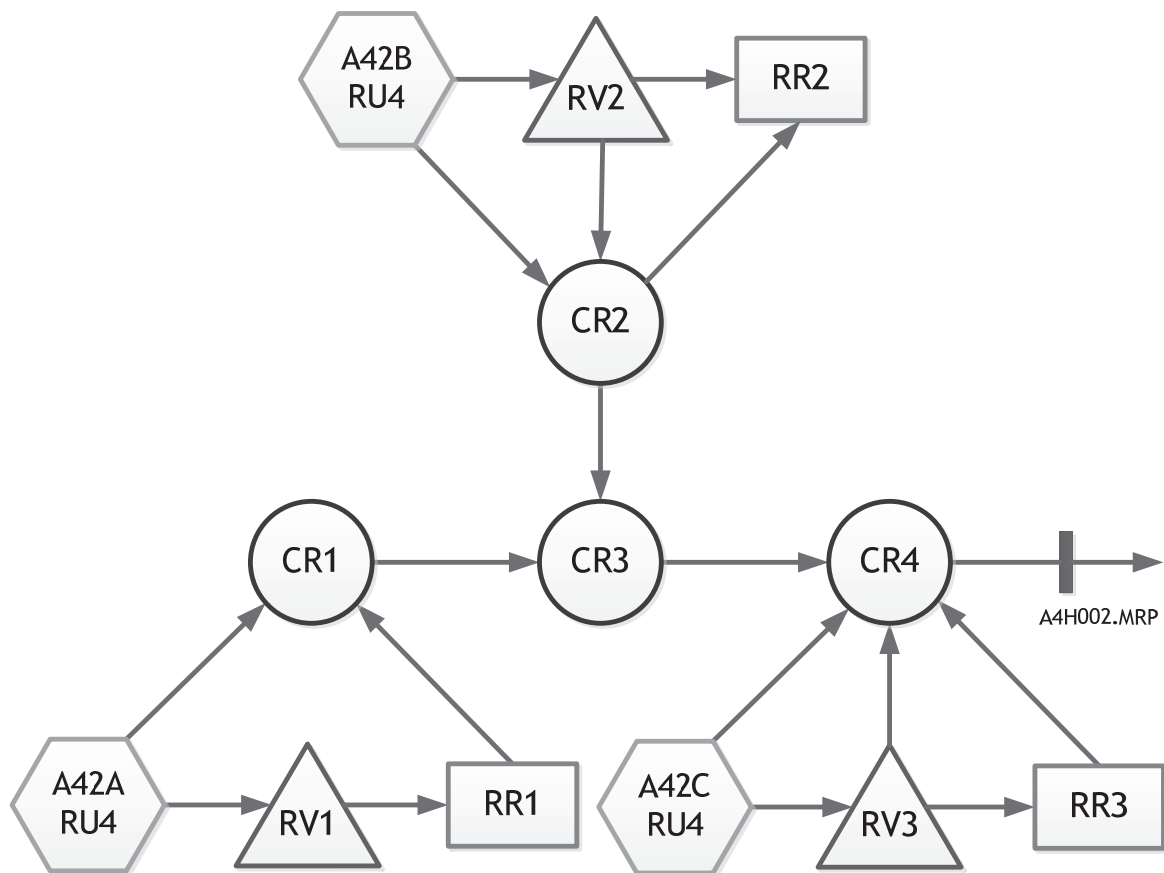 A42B
RU4
RV2
RR2
CR2
CR1
CR3
CR4
A4H002.MRP
A42A
RU4
RV1
RR1
A42C
RU4
RV3
RR3